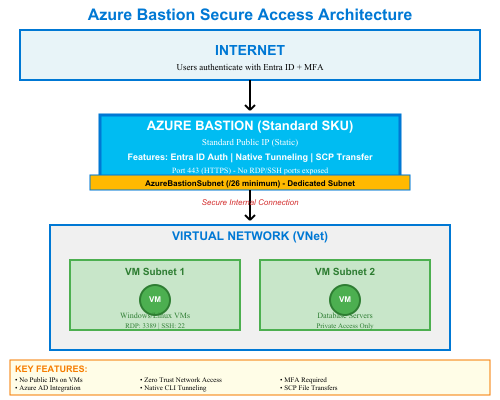 Azure Bastion Secure Access Architecture
INTERNET
Users authenticate with Entra ID + MFA
AZURE BASTION (Standard SKU)
Standard Public IP (Static)
Features: Entra ID Auth | Native Tunneling | SCP Transfer
Port 443 (HTTPS) - No RDP/SSH ports exposed
AzureBastionSubnet (/26 minimum) - Dedicated Subnet
Secure Internal Connection
VIRTUAL NETWORK (VNet)
VM Subnet 1
VM
Windows/Linux VMs
RDP: 3389 | SSH: 22
VM Subnet 2
VM
Database Servers
Private Access Only
KEY FEATURES:
• No Public IPs on VMs
• Zero Trust Network Access
• MFA Required
• Azure AD Integration
• Native CLI Tunneling
• SCP File Transfers